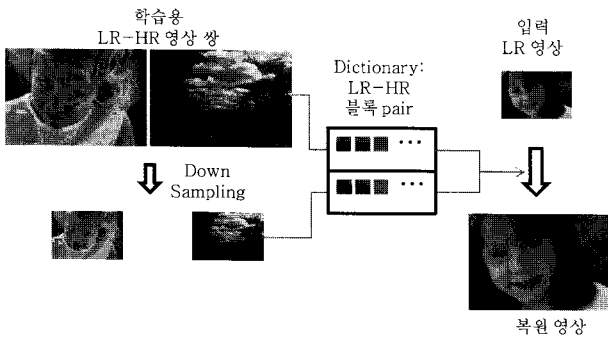 학습용
LR-HR 영상 쌍
Dictionary:
LR-HR
블록 pair
...
...
입력
LR 영상
Down
Sampling
복원 영상